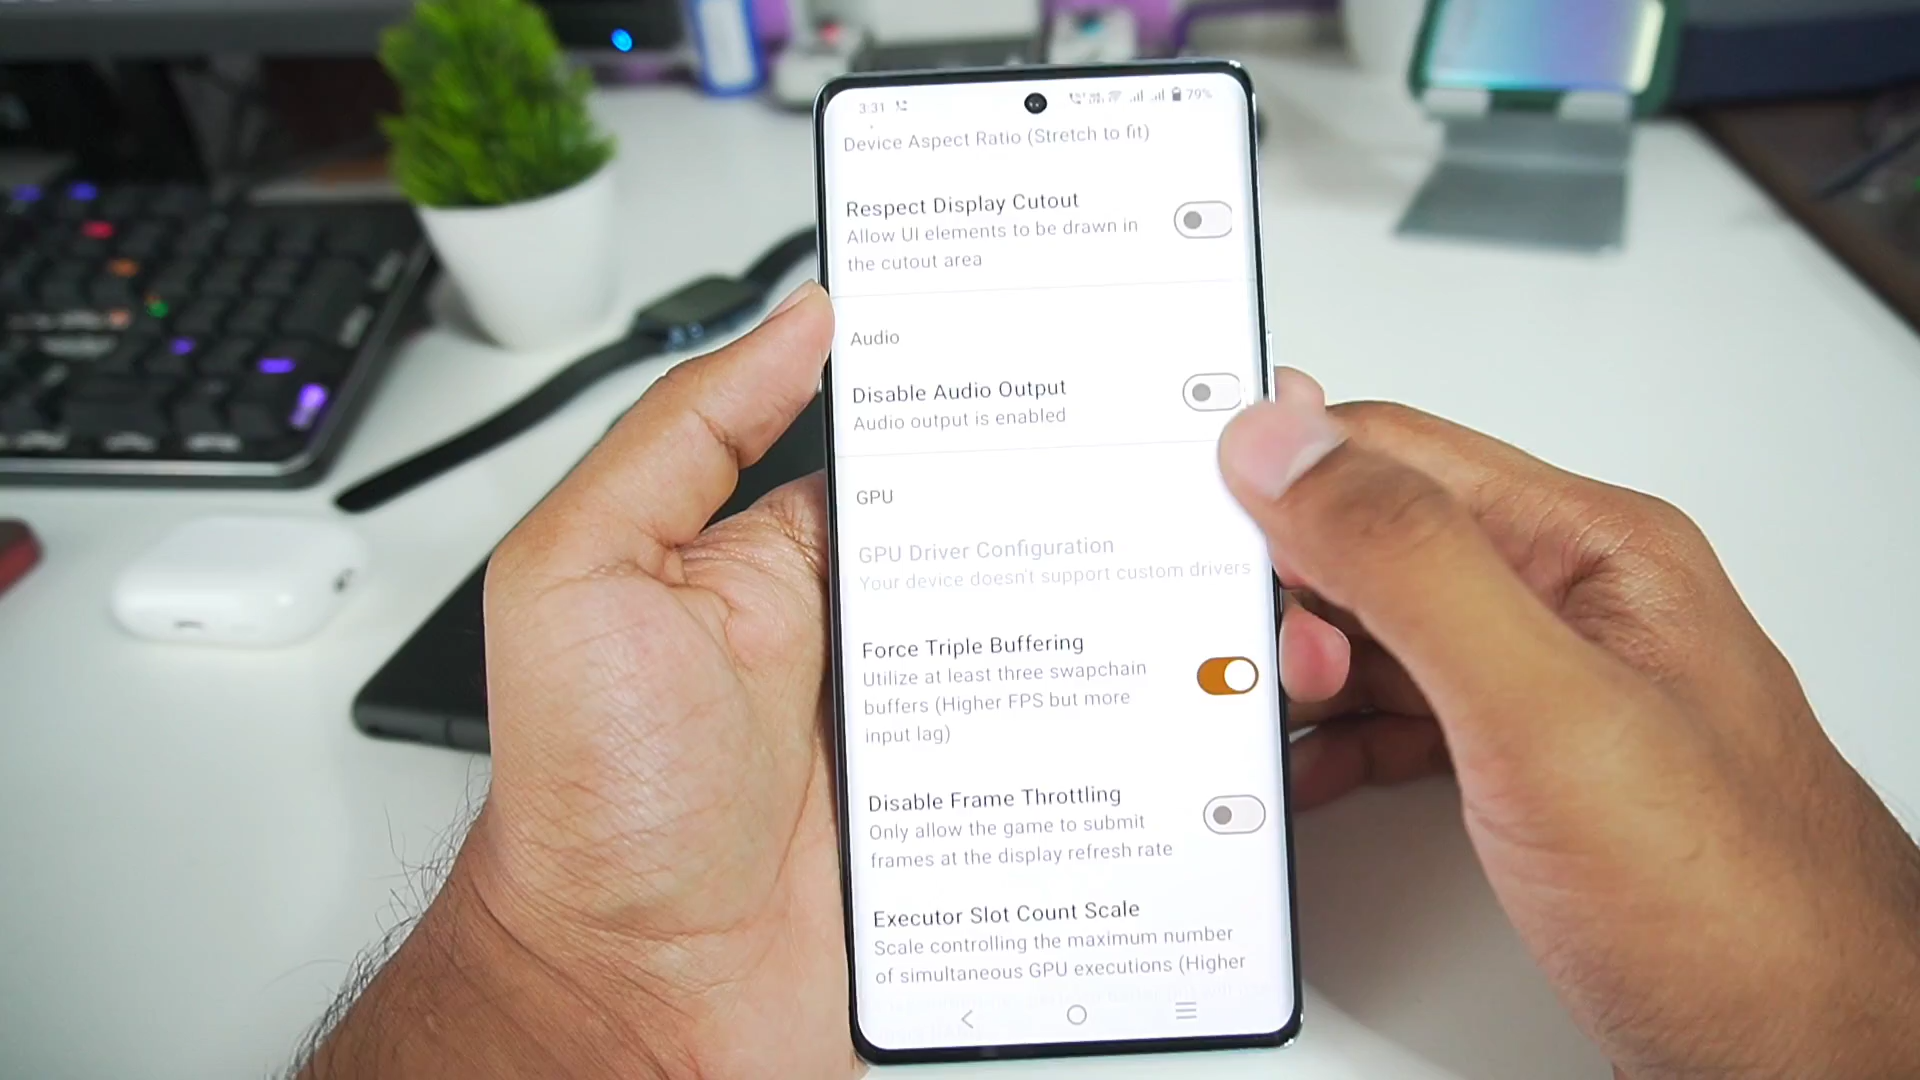 3:31
79%
Device Aspect Ratio (Stretch to fit)
Respect Display Cutout
Allow UI elements to be drawn in
the cutout area
Audio
Disable Audio Output
Audio output is enabled
GPU
GPU Driver Configuration
Your device doesn't support custom drivers
Force Triple Buffering
Utilize at least three swapchain
buffers (Higher FPS but more
input lag)
Disable Frame Throttling
Only allow the game to submit
frames at the display refresh rate
Executor Slot Count Scale
Scale controlling the maximum number
of simultaneous GPU executions (Higher